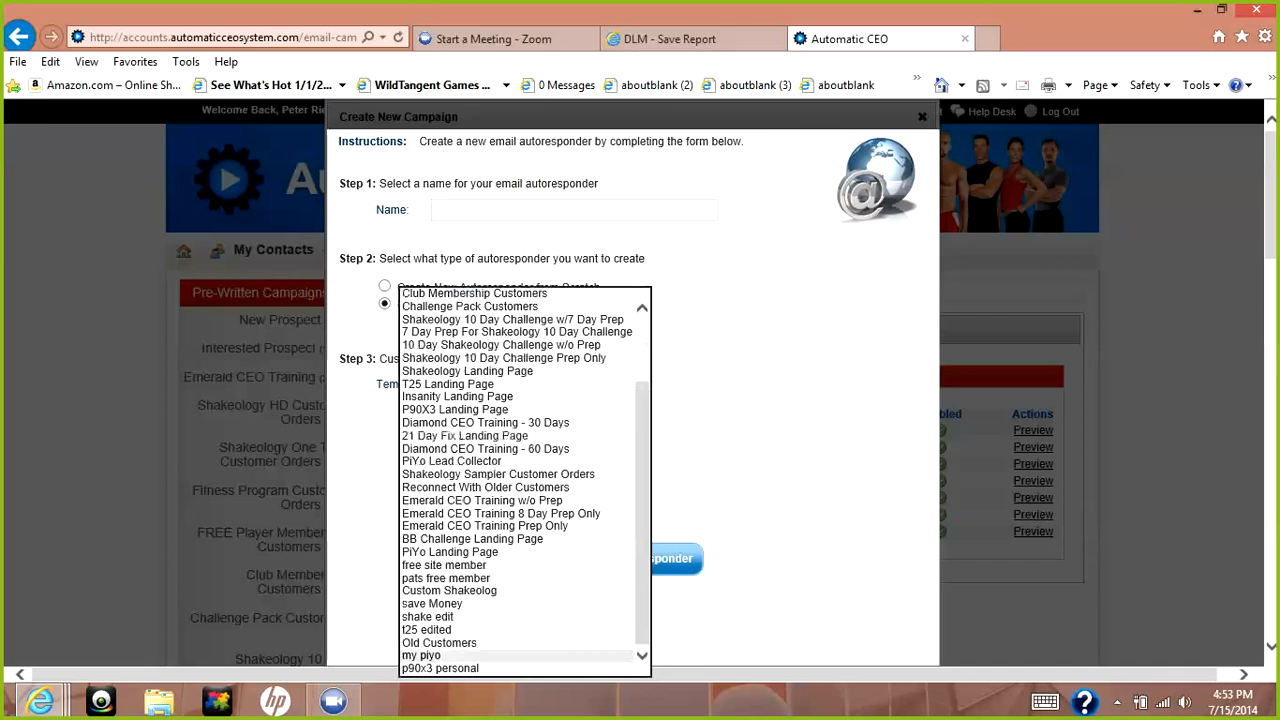 http://accounts.automaticceosystem.com/email-cam
Start a Meeting - Zoom
DLM - Save Report
Automatic CEO
File Edit View Favorites Tools Help
Amazon.com – Online Sh...
See What's Hot 1/1/2...
WildTangent Games ...
0 Messages
aboutblank (2)
aboutblank (3)
aboutblank
Page
Safety
Tools
Welcome Back, Peter Ri
Create New Campaign
Help Desk
Log Out
Instructions: Create a new email autoresponder by completing the form below.
Step 1: Select a name for your email autoresponder
Name:
Step 2: Select what type of autoresponder you want to create
My Contacts
Pre-Written Campaigns
New Prospect
Interested Prospect
Emerald CEO Training
Shakeology HD Custo
Orders
Shakeology One T
Customer Orders
Fitness Program Custo
Orders
FREE Player Membe
Customers
Club Membe
Customers
Challenge Pack Custo
Shakeology 10
Create New Autoresponder from Scratch
Step 3: Cus
Tem
Club Membership Customers
Challenge Pack Customers
Shakeology 10 Day Challenge w/7 Day Prep
7 Day Prep For Shakeology 10 Day Challenge
10 Day Shakeology Challenge w/o Prep
Shakeology 10 Day Challenge Prep Only
Shakeology Landing Page
T25 Landing Page
Insanity Landing Page
P90X3 Landing Page
Diamond CEO Training - 30 Days
21 Day Fix Landing Page
Diamond CEO Training - 60 Days
PiYo Lead Collector
Shakeology Sampler Customer Orders
Reconnect With Older Customers
Emerald CEO Training w/o Prep
Emerald CEO Training 8 Day Prep Only
Emerald CEO Training Prep Only
BB Challenge Landing Page
PiYo Landing Page
free site member
pats free member
Custom Shakeolog
save Money
shake edit
t25 edited
Old Customers
my piyo
p90x3 personal
sponder
bled
Actions
Preview
Preview
Preview
Preview
Preview
Preview
Preview
4:53 PM
7/15/2014